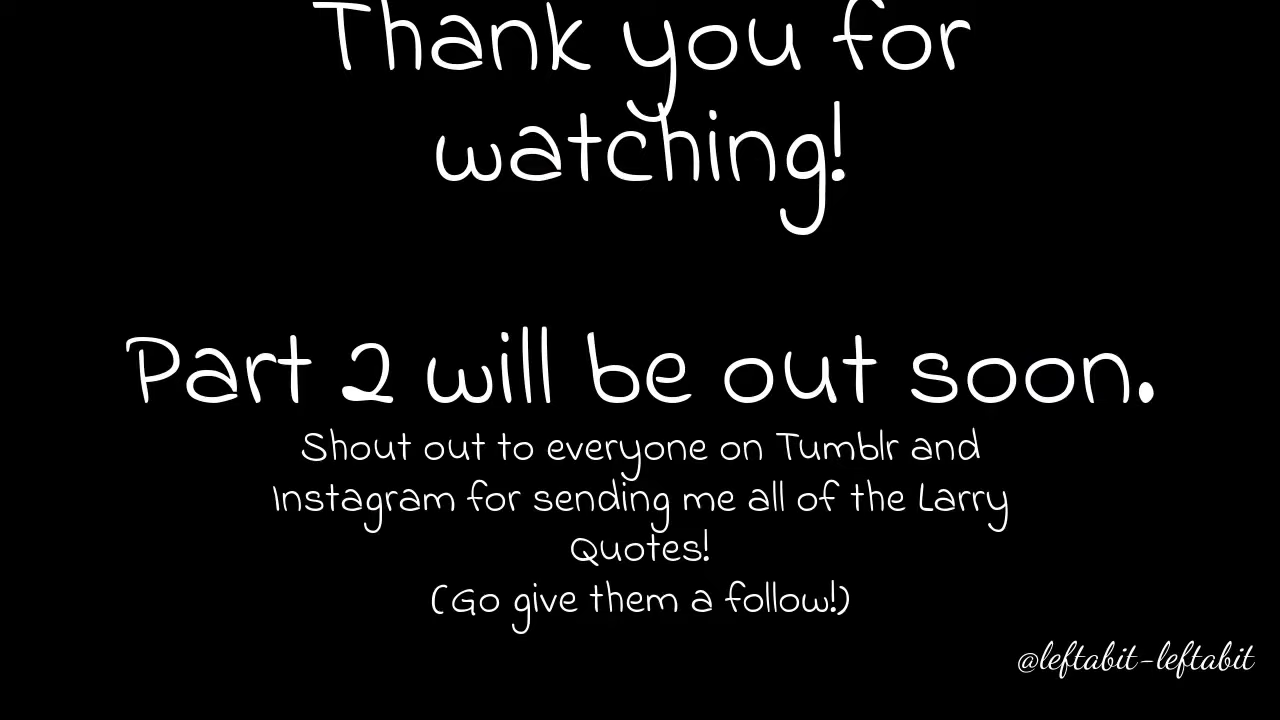 Thank you for
watching!
Part 2 will be out soon.
Shout out to everyone on Tumblr and
Instagram for sending me all of the Larry
Quotes!
(Go give them a follow!)
@leftabit-leftabit